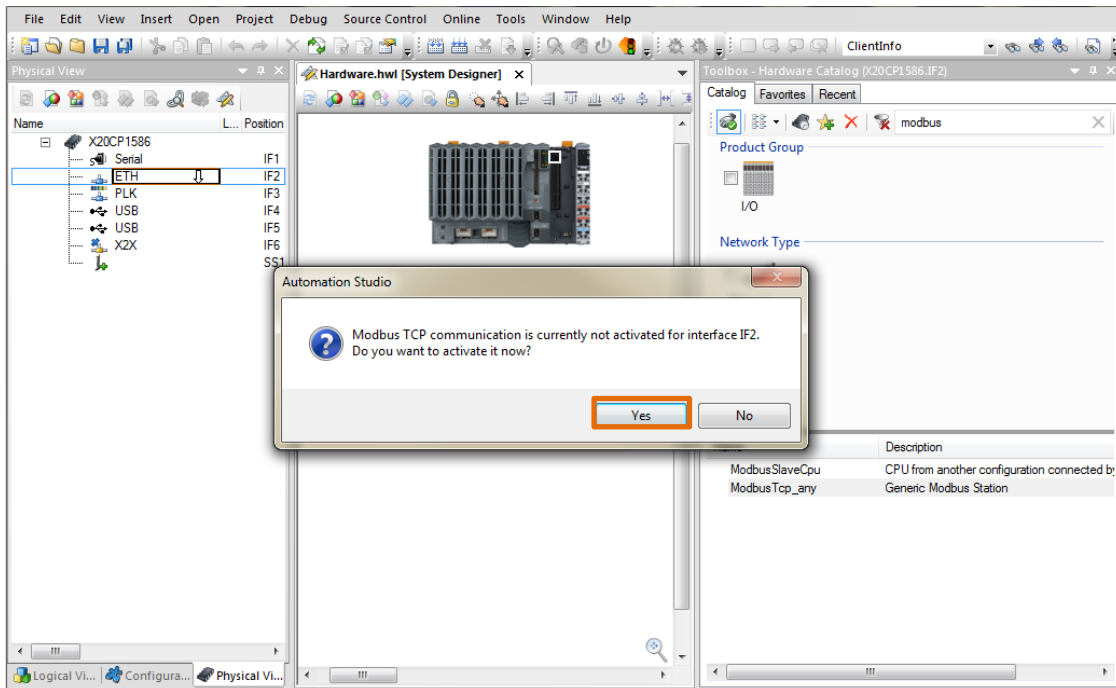 File Edit View Insert Open Project Debug Source Control Online Tools Window Help
ClientInfo
Physical View
Name L... Position
X20CP1586
Serial IF1
ETH IF2
PLK IF3
USB IF4
USB IF5
X2X IF6
SS1
Logical Vi... Configura... Physical Vi...
Hardware.hwl [System Designer]
Toolbox - Hardware Catalog (X20CP1586.IF2)
Catalog Favorites Recent
modbus
Product Group
I/O
Network Type
Automation Studio
Modbus TCP communication is currently not activated for interface IF2.
Do you want to activate it now?
Yes No
Description
ModbusSlaveCpu CPU from another configuration connected by
ModbusTcp_any Generic Modbus Station